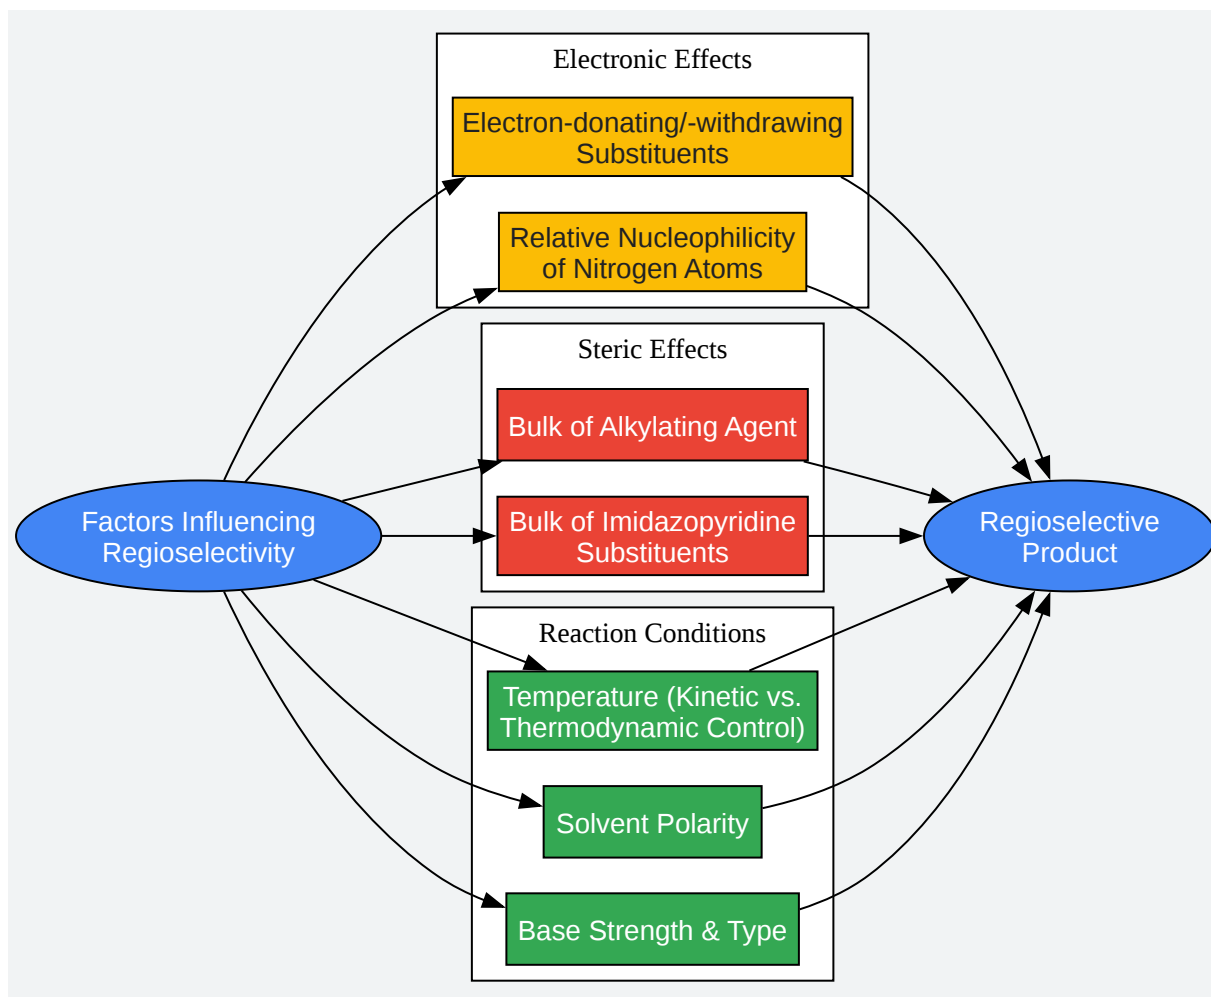 Electronic Effects
Electron-donating/-withdrawing
Substituents
Relative Nucleophilicity
of Nitrogen Atoms
Steric Effects
Bulk of Alkylating Agent
Bulk of Imidazopyridine
Substituents
Factors Influencing
Regioselectivity
Regioselective
Product
Reaction Conditions
Temperature (Kinetic vs.
Thermodynamic Control)
Solvent Polarity
Base Strength & Type